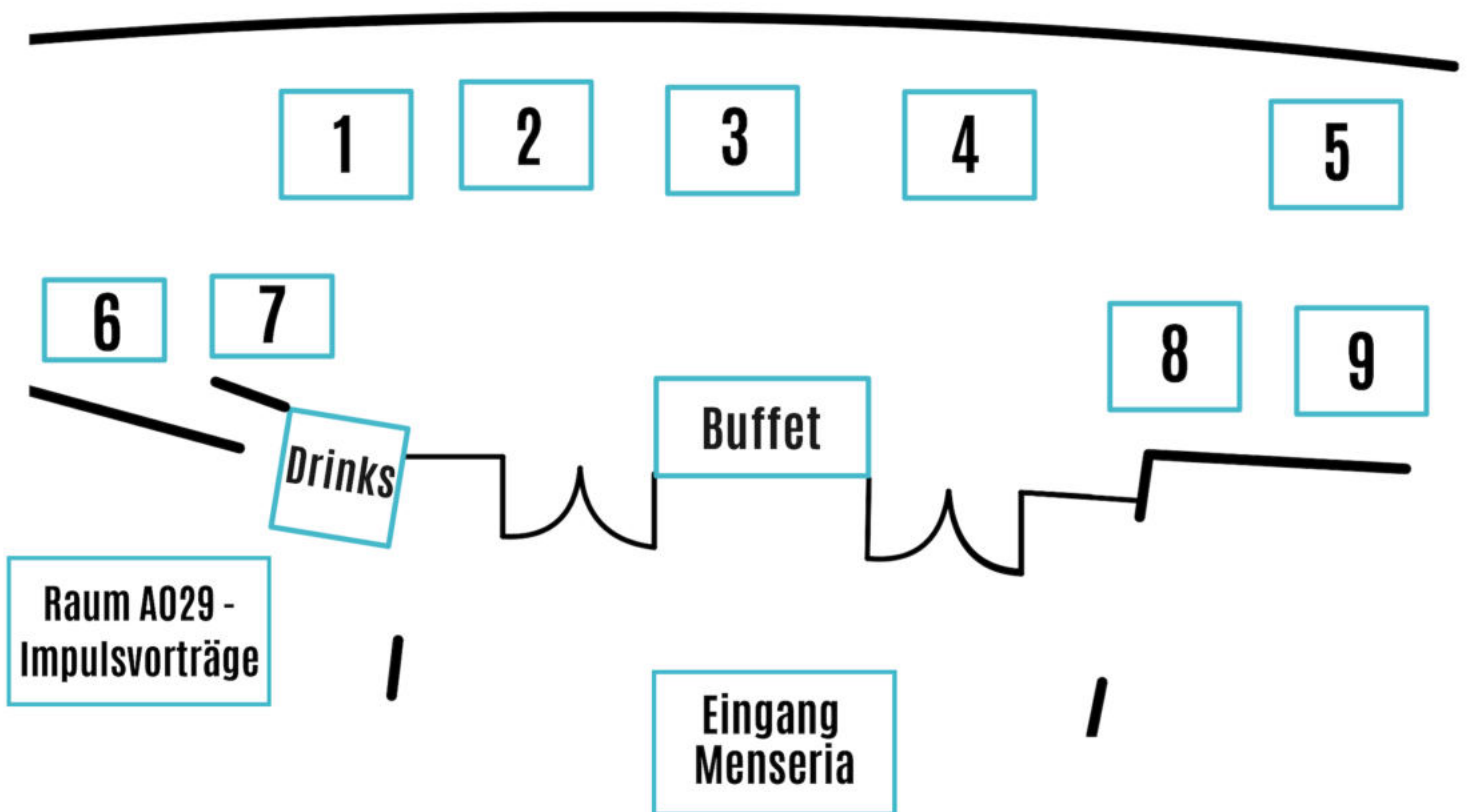 1
2
3
4
5
6
7
8
9
Buffet
Drinks
Raum A029 -
Impulsvorträge
Eingang
Menseria